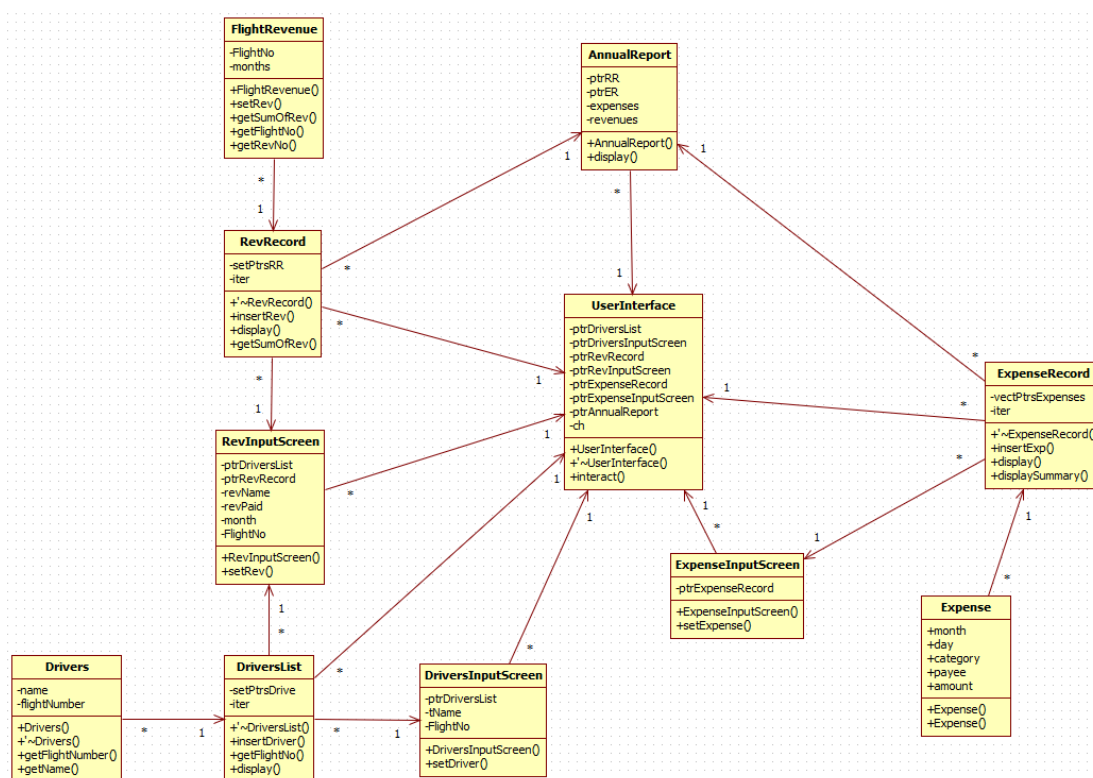 FlightRevenue
-FlightNo
-months
+FlightRevenue()
+setRev()
+getSumOfRev()
+getFlightNo()
+getRevNo()
*
1
AnnualReport
-ptrRR
-ptrER
-expenses
-revenues
+AnnualReport()
+display()
1
*
1
*
1
*
RevRecord
-setPtrsRR
-iter
+'~RevRecord()
+insertRev()
+display()
+getSumOfRev()
*
1
*
1
UserInterface
-ptrDriversList
-ptrDriversInputScreen
-ptrRevRecord
-ptrRevInputScreen
-ptrExpenseRecord
-ptrExpenseInputScreen
-ptrAnnualReport
-ch
+UserInterface()
+'~UserInterface()
+interact()
1
*
ExpenseRecord
-vectPtrsExpenses
-iter
+'~ExpenseRecord()
+insertExp()
+display()
+displaySummary()
*
1
RevInputScreen
-ptrDriversList
-ptrRevRecord
-revName
-revPaid
-month
-FlightNo
+RevInputScreen()
+setRev()
1
*
1
*
1
*
1
*
1
*
ExpenseInputScreen
-ptrExpenseRecord
+ExpenseInputScreen()
+setExpense()
1
*
Expense
+month
+day
+category
+payee
+amount
+Expense()
+Expense()
Drivers
-name
-flightNumber
+Drivers()
+'~Drivers()
+getFlightNumber()
+getName()
*
1
DriversList
-setPtrsDrive
-iter
+'~DriversList()
+insertDriver()
+getFlightNo()
+display()
*
1
DriversInputScreen
-ptrDriversList
-tName
-FlightNo
+DriversInputScreen()
+setDriver()